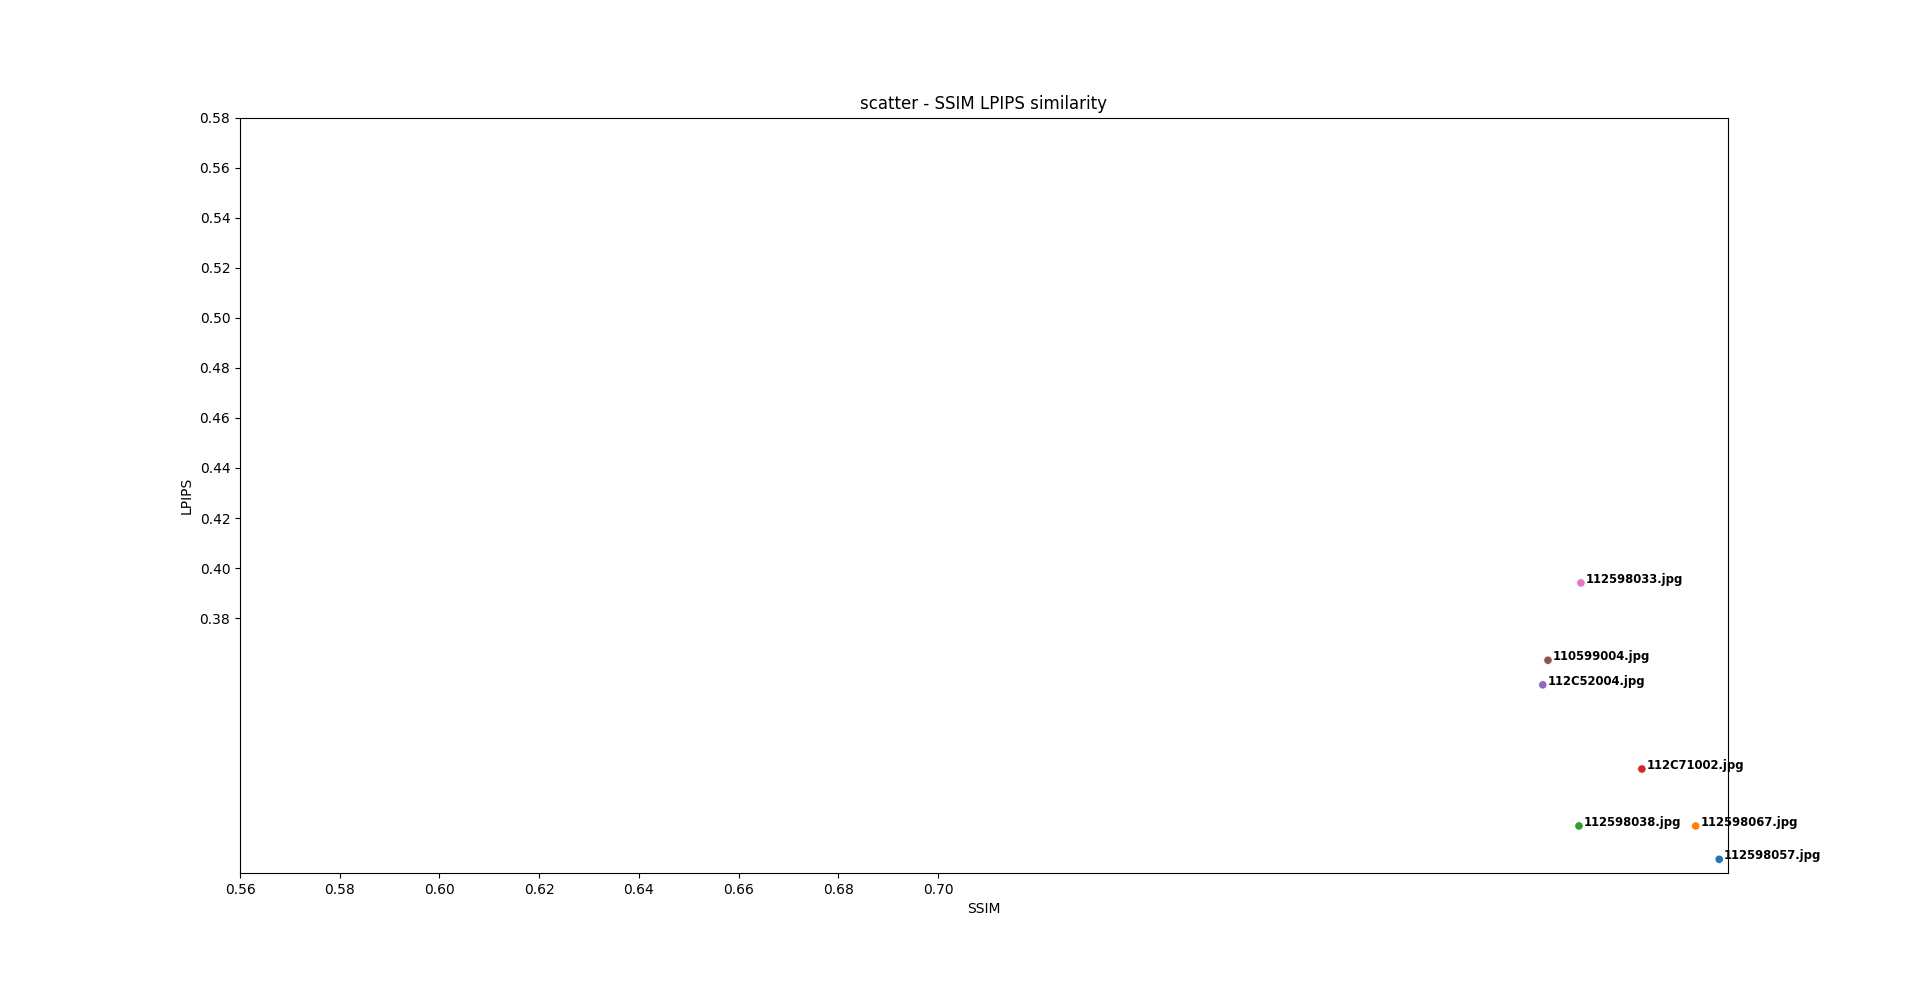 scatter - SSIM LPIPS similarity
0.58
0.56
0.54
0.52
0.50
0.48
0.46
0.44
0.42
0.40
0.38
LPIPS
112598033.jpg
110599004.jpg
112C52004.jpg
112C71002.jpg
112598038.jpg
112598067.jpg
112598057.jpg
0.56 0.58 0.60 0.62 0.64 0.66 0.68 0.70
SSIM